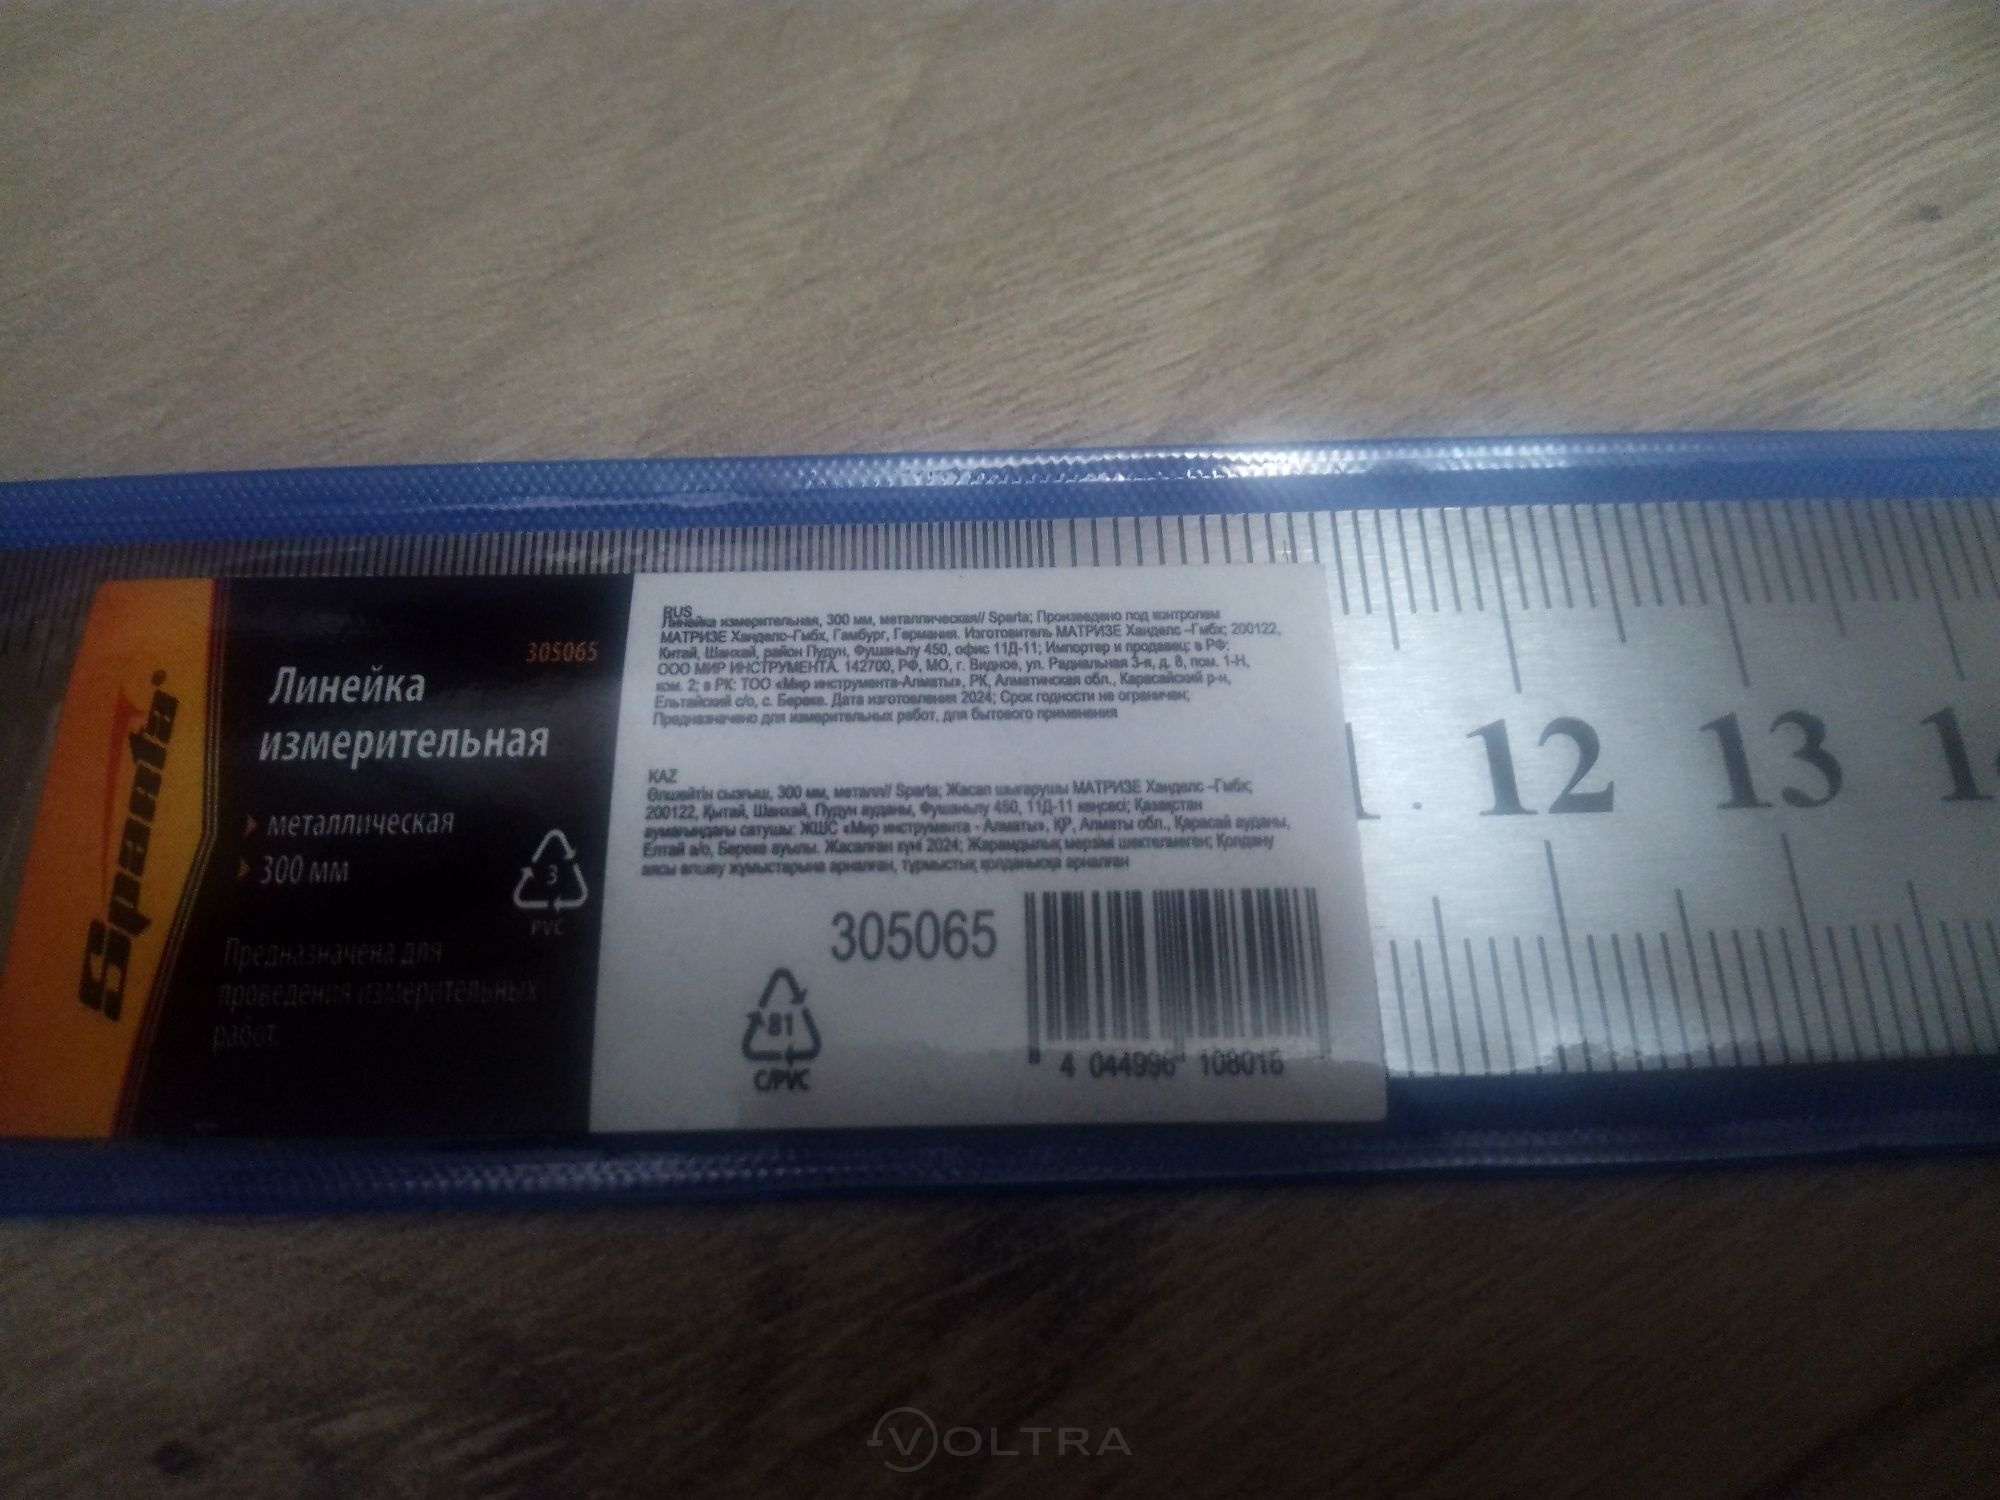 Sparta
305065
Линейка
измерительная
металлическая
300 мм
3
PVC
Предназначена для
проведения измерительных
работ.
RUS
Линейка измерительная, 300 мм, металлическая// Sparta; Произведено под контролем
МАТРИЗЕ Ханделс–Гмбх, Гамбург, Германия. Изготовитель МАТРИЗЕ Ханделс –Гмбх; 200122,
Китай, Шанхай, район Пудун, Фушаньлу 450, офис 11Д-11; Импортер и продавец: в РФ:
ООО МИР ИНСТРУМЕНТА. 142700, РФ, МО, г. Видное, ул. Радиальная 3-я, д. 8, пом. 1-Н,
ком. 2; в РК: ТОО «Мир инструмента-Алматы», РК, Алматинская обл., Карасайский р-н,
Ельтайский с/о, с. Береке. Дата изготовления 2024; Срок годности не ограничен;
Предназначено для измерительных работ, для бытового применения
KAZ
Өлшейтін сызғыш, 300 мм, металл// Sparta; Жасап шығарушы МАТРИЗЕ Ханделс –Гмбх;
200122, Қытай, Шанхай, Пудун ауданы, Фушаньлу 450, 11Д-11 кеңсесі; Қазақстан
аумағындағы сатушы: ЖШС «Мир инструмента - Алматы», ҚР, Алматы обл., Қарасай ауданы,
Елтай а/о, Береке ауылы. Жасалған күні 2024; Жарамдылық мерзімі шектелмеген; Қолдану
аясы өлшеу жұмыстарына арналған, тұрмыстық қолданысқа арналған
305065
81
C/PVC
4 044996 108016
12 13
VOLTRA